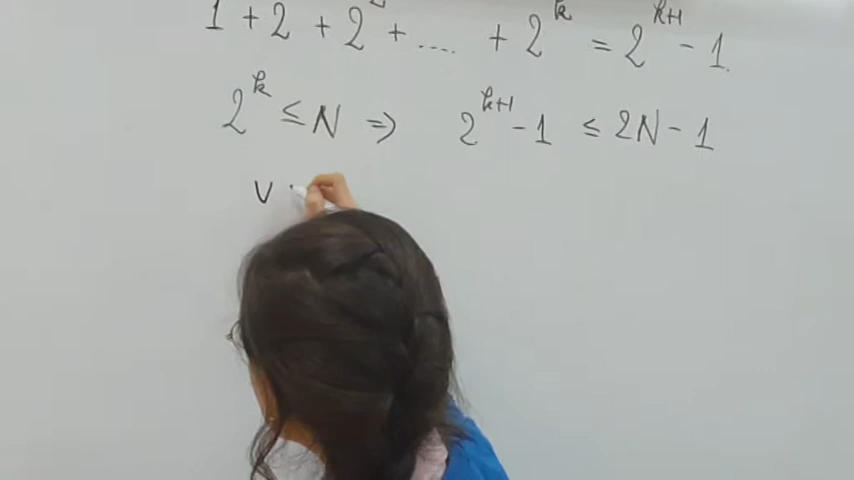 1 + 2 + 2² + .... + 2^k = 2^{k+1} - 1.
2^k ≤ N ⇒ 2^{k+1} - 1 ≤ 2N - 1
V